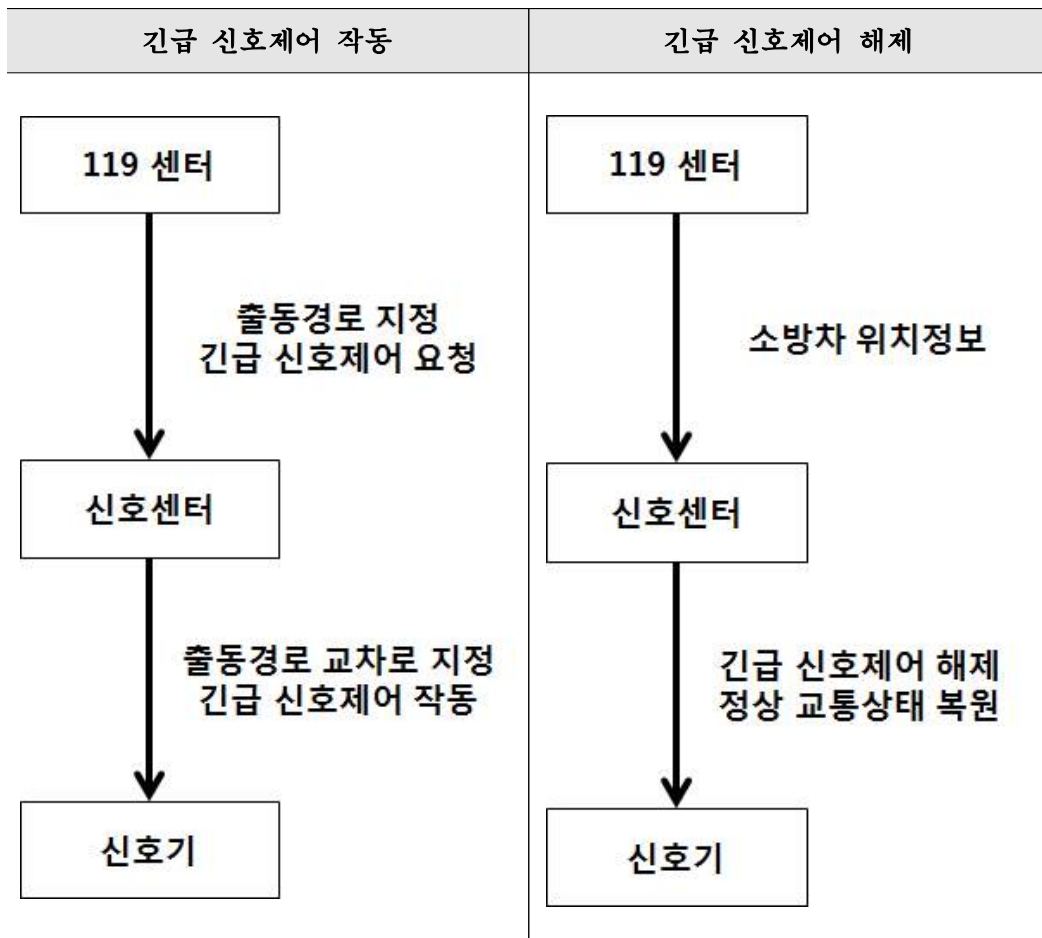 긴급 신호제어 작동
긴급 신호제어 해제
119 센터
출동경로 지정
긴급 신호제어 요청
신호센터
출동경로 교차로 지정
긴급 신호제어 작동
신호기
119 센터
소방차 위치정보
신호센터
긴급 신호제어 해제
정상 교통상태 복원
신호기